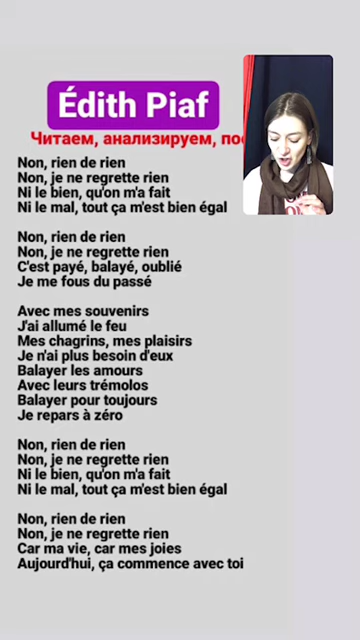 Édith Piaf
Читаем, анализируем,
Non, rien de rien
Non, je ne regrette rien
Ni le bien, qu'on m'a fait
Ni le mal, tout ça m'est bien égal
Non, rien de rien
Non, je ne regrette rien
C'est payé, balayé, oublié
Je me fous du passé
Avec mes souvenirs
J'ai allumé le feu
Mes chagrins, mes plaisirs
Je n'ai plus besoin d'eux
Balayer les amours
Avec leurs trémolos
Balayer pour toujours
Je repars à zéro
Non, rien de rien
Non, je ne regrette rien
Ni le bien, qu'on m'a fait
Ni le mal, tout ça m'est bien égal
Non, rien de rien
Non, je ne regrette rien
Car ma vie, car mes joies
Aujourd'hui, ça commence avec toi